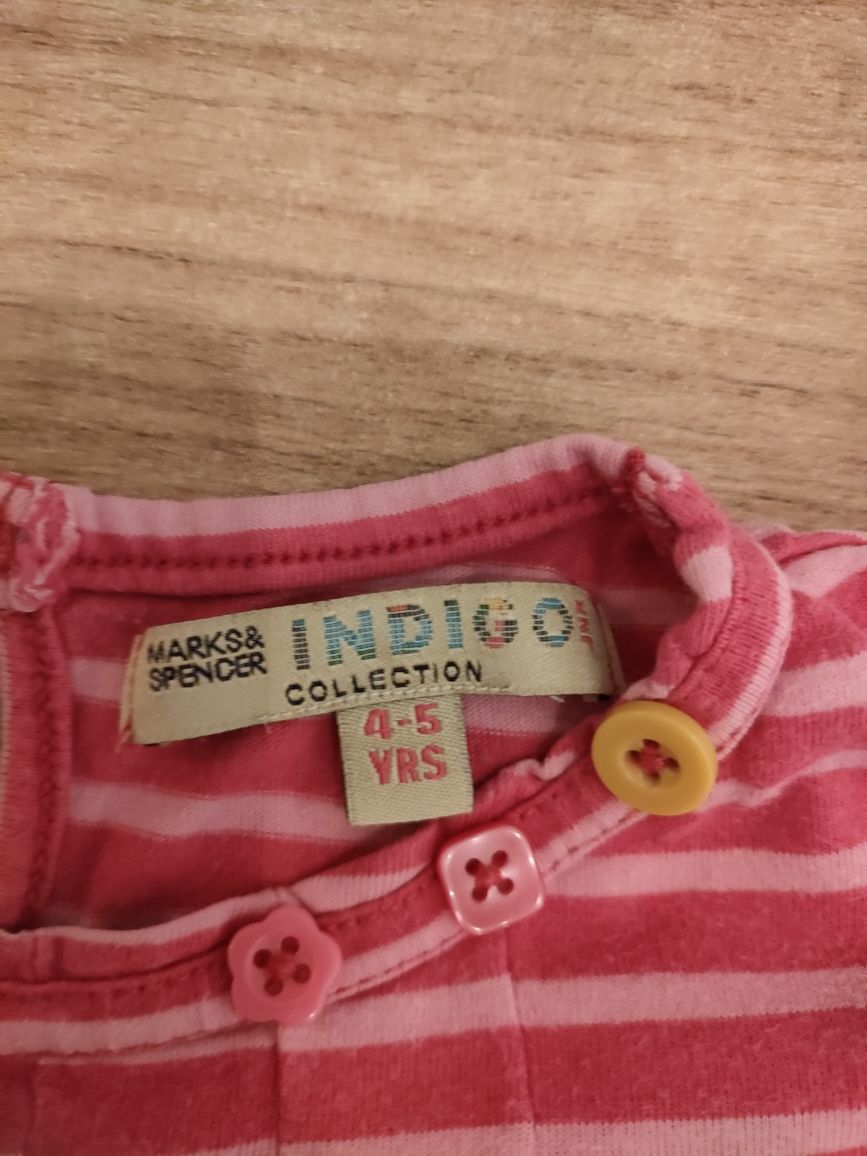 MARKS&
SPENCER
INDIGO
COLLECTION
4-5
YRS